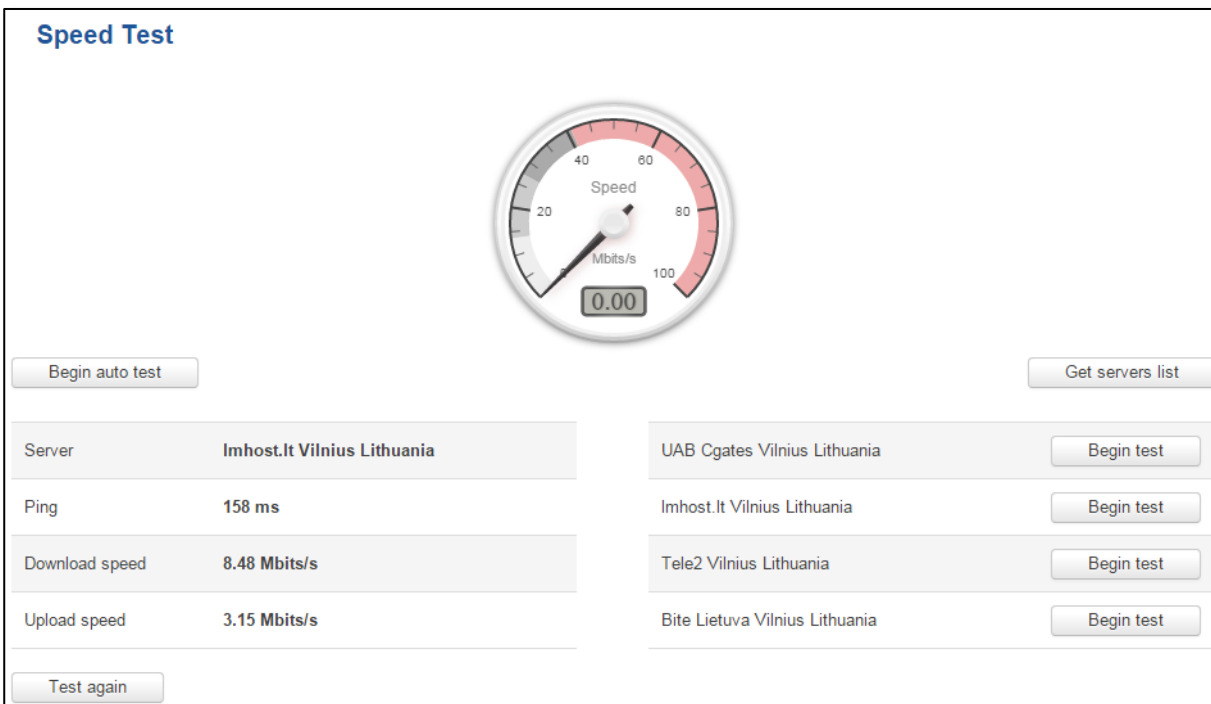 Speed Test
40 60
Speed
20 80
Mbits/s
0 100
0.00
Begin auto test Get servers list
Server Imhost.lt Vilnius Lithuania UAB Cgates Vilnius Lithuania Begin test
Ping 158 ms Imhost.lt Vilnius Lithuania Begin test
Download speed 8.48 Mbits/s Tele2 Vilnius Lithuania Begin test
Upload speed 3.15 Mbits/s Bite Lietuva Vilnius Lithuania Begin test
Test again